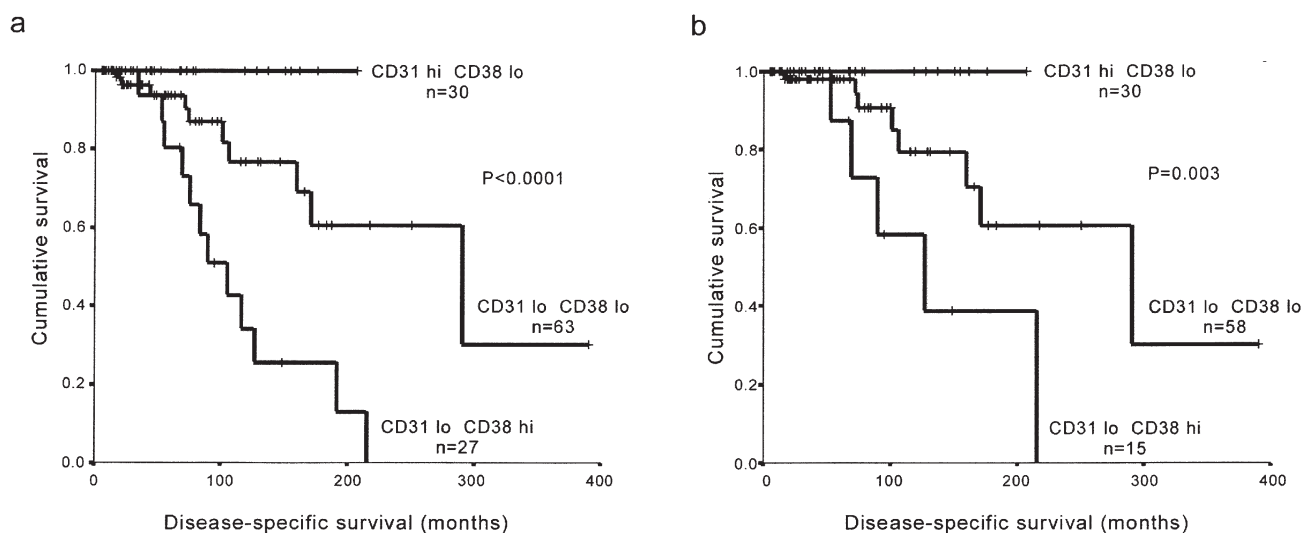 a
1.0
0.8
0.6
0.4
0.2
0.0
Cumulative survival
CD31 hi CD38 lo
n=30
P<0.0001
CD31 lo CD38 lo
n=63
CD31 lo CD38 hi
n=27
0 100 200 300 400
Disease-specific survival (months)
b
1.0
0.8
0.6
0.4
0.2
0.0
Cumulative survival
CD31 hi CD38 lo
n=30
P=0.003
CD31 lo CD38 lo
n=58
CD31 lo CD38 hi
n=15
0 100 200 300 400
Disease-specific survival (months)